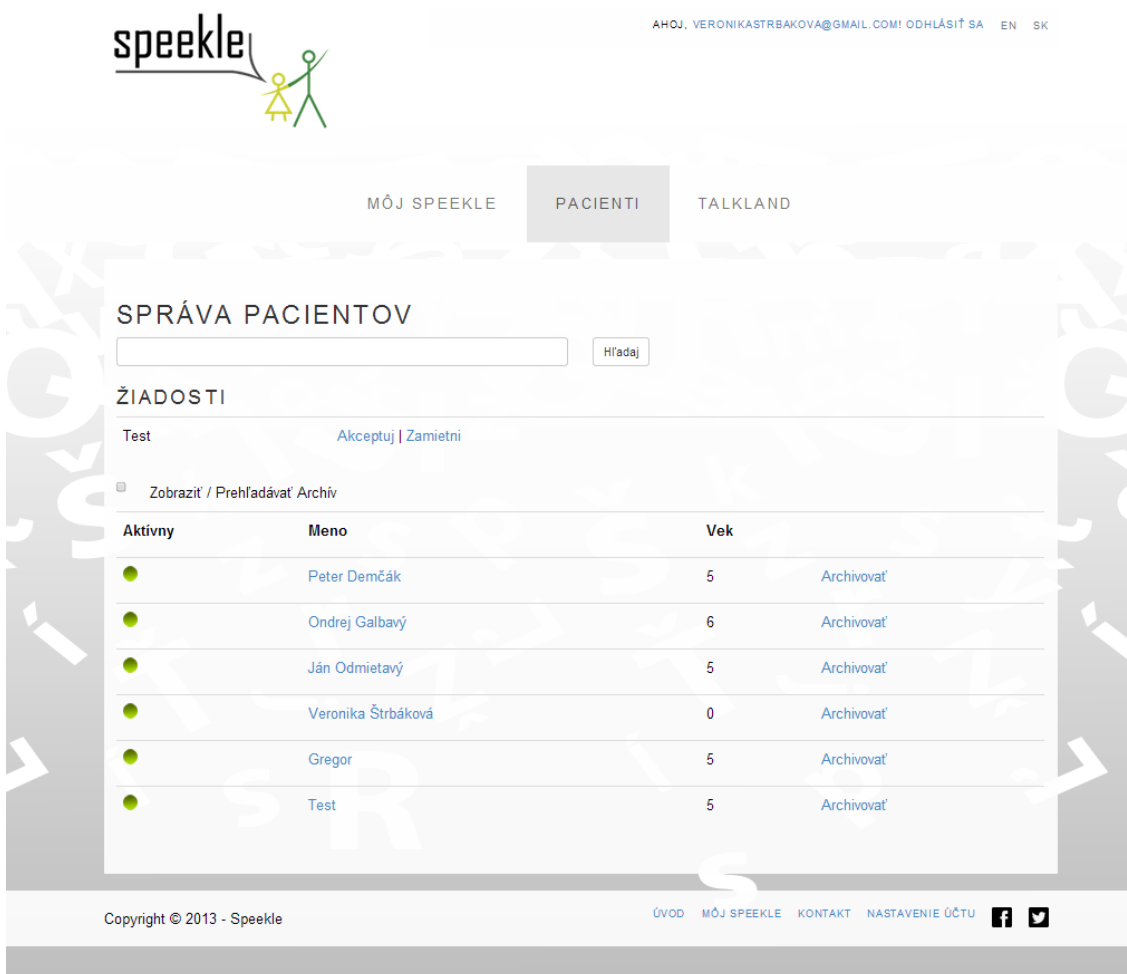 speekle
AHOJ, VERONIKASTRBAKOVA@GMAIL.COM! ODHLÁSIŤ SA EN SK
MÔJ SPEEKLE PACIENTI TALKLAND
SPRÁVA PACIENTOV
Hľadaj
ŽIADOSTI
Test Akceptuj | Zamietni
Zobraziť / Prehľadávať Archív
Aktívny Meno Vek
Peter Demčák 5 Archivovať
Ondrej Galbavý 6 Archivovať
Ján Odmietavý 5 Archivovať
Veronika Štrbáková 0 Archivovať
Gregor 5 Archivovať
Test 5 Archivovať
Copyright © 2013 - Speekle
ÚVOD MÔJ SPEEKLE KONTAKT NASTAVENIE ÚČTU